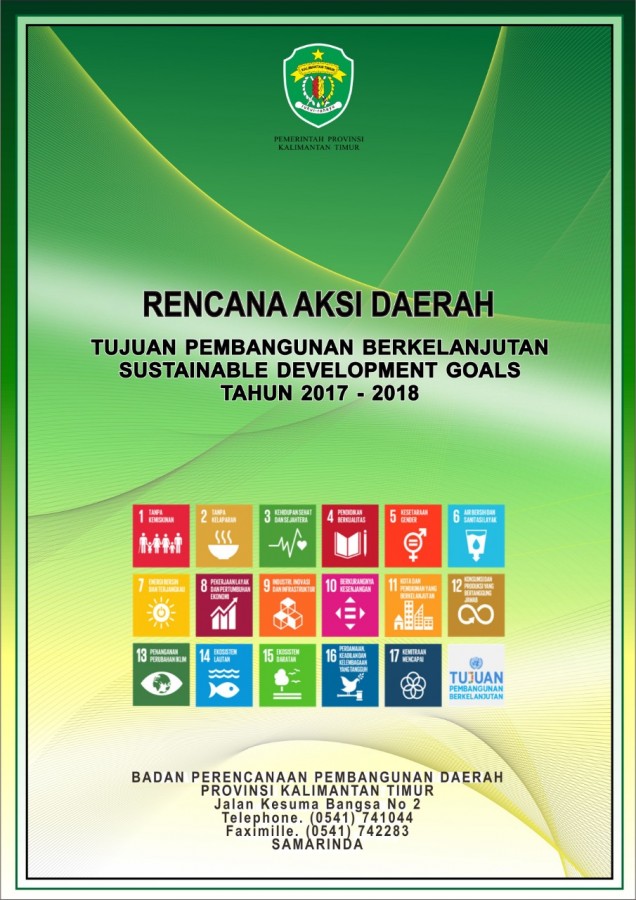 KALIMANTAN TIMUR
PEMERINTAH PROVINSI
KALIMANTAN TIMUR
RENCANA AKSI DAERAH
TUJUAN PEMBANGUNAN BERKELANJUTAN
SUSTAINABLE DEVELOPMENT GOALS
TAHUN 2017 - 2018
1 TANPA
KEMISKINAN
2 TANPA
KELAPARAN
3 KEHIDUPAN SEHAT
DAN SEJAHTERA
4 PENDIDIKAN
BERKUALITAS
5 KESETARAAN
GENDER
6 AIR BERSIH DAN
SANITASI LAYAK
7 ENERGI BERSIH
DAN TERJANGKAU
8 PEKERJAAN LAYAK
DAN PERTUMBUHAN
EKONOMI
9 INDUSTRI, INOVASI
DAN INFRASTRUKTUR
10 BERKURANGNYA
KESENJANGAN
11 KOTA DAN
PERMUKIMAN YANG
BERKELANJUTAN
12 KONSUMSI DAN
PRODUKSI YANG
BERTANGGUNG
JAWAB
13 PENANGANAN
PERUBAHAN IKLIM
14 EKOSISTEM
LAUTAN
15 EKOSISTEM
DARATAN
16 PERDAMAIAN,
KEADILAN DAN
KELEMBAGAAN
YANG TANGGUH
17 KEMITRAAN
MENCAPAI
TUJUAN
PEMBANGUNAN
BERKELANJUTAN
BADAN PERENCANAAN PEMBANGUNAN DAERAH
PROVINSI KALIMANTAN TIMUR
Jalan Kesuma Bangsa No 2
Telephone. (0541) 741044
Faximille. (0541) 742283
SAMARINDA